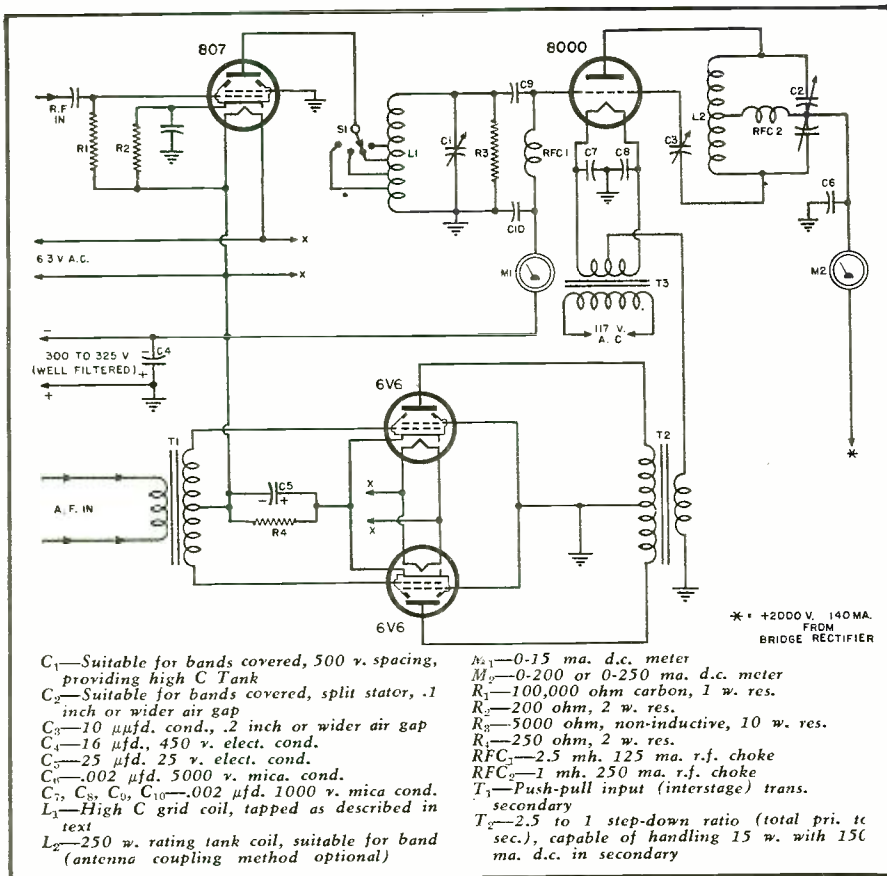 807
8000
R.F.
IN
R1
R2
S1
L1
C1
R3
C9
RFC 1
C10
C7
C8
C3
L2
RFC 2
C2
C6
M1
M2
T3
6.3 V A.C.
X
X
117 V.
A.C
−
300 TO 325 V
(WELL FILTERED)
+
−
C4
+
6V6
T1
T2
A.F. IN
C5
−
+
R4
X
X
6V6
*
* = +2000 V. 140 MA.
FROM
BRIDGE RECTIFIER
C₁—Suitable for bands covered, 500 v. spacing,
providing high C Tank
C₂—Suitable for bands covered, split stator, .1
inch or wider air gap
C₃—10 μμfd. cond., .2 inch or wider air gap
C₄—16 μfd., 450 v. elect. cond.
C₅—25 μfd. 25 v. elect. cond.
C₆—.002 μfd. 5000 v. mica. cond.
C₇, C₈, C₉, C₁₀—.002 μfd. 1000 v. mica cond.
L₁—High C grid coil, tapped as described in
text
L₂—250 w. rating tank coil, suitable for band
(antenna coupling method optional)
M₁—0-15 ma. d.c. meter
M₂—0-200 or 0-250 ma. d.c. meter
R₁—100,000 ohm carbon, 1 w. res.
R₂—200 ohm, 2 w. res.
R₃—5000 ohm, non-inductive, 10 w. res.
R₄—250 ohm, 2 w. res.
RFC₁—2.5 mh. 125 ma. r.f. choke
RFC₂—1 mh. 250 ma. r.f. choke
T₁—Push-pull input (interstage) trans.
secondary
T₂—2.5 to 1 step-down ratio (total pri. to
sec.), capable of handling 15 w. with 150
ma. d.c. in secondary